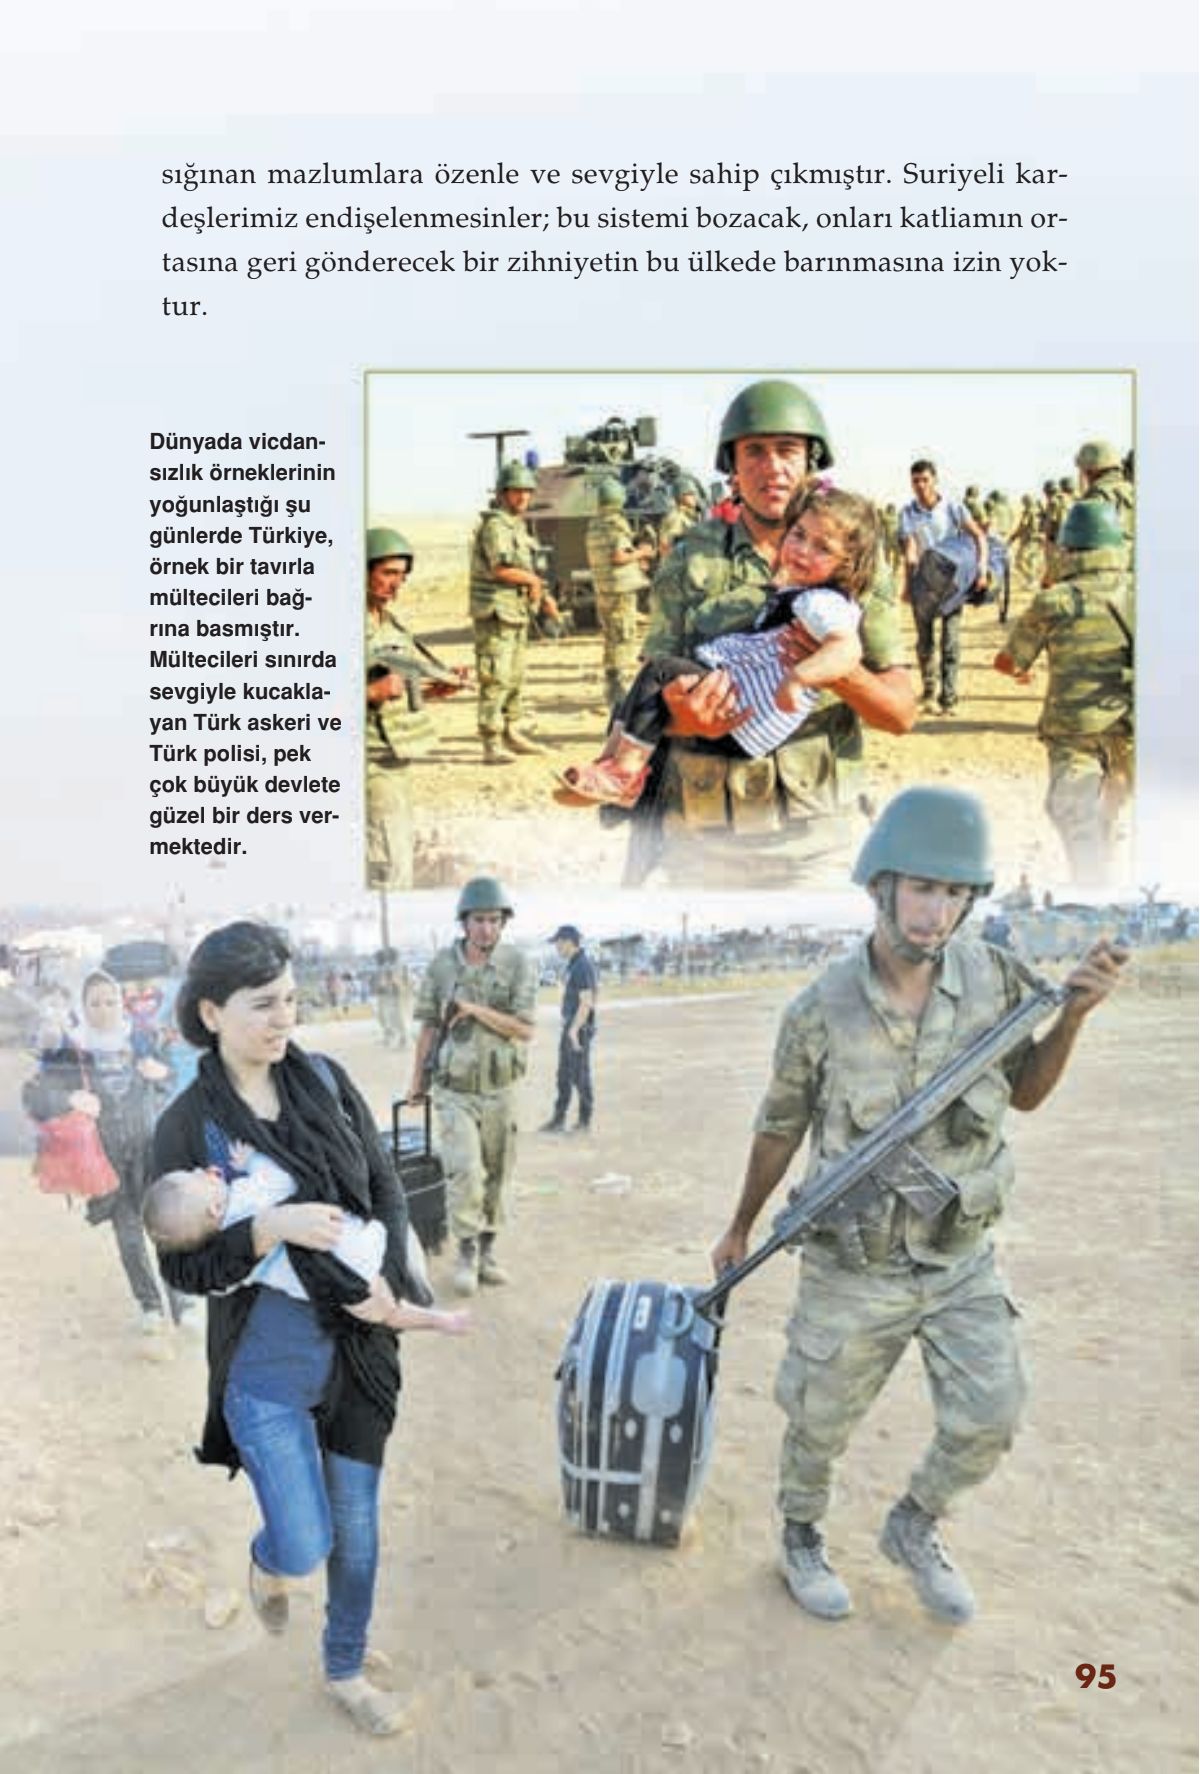 sığınan mazlumlara özenle ve sevgiyle sahip çıkmıştır. Suriyeli kar-
deşlerimiz endişelenmesinler; bu sistemi bozacak, onları katliamın or-
tasına geri gönderecek bir zihniyetin bu ülkede barınmasına izin yok-
tur.
Dünyada vicdan-
sızlık örneklerinin
yoğunlaştığı şu
günlerde Türkiye,
örnek bir tavırla
mültecileri bağ-
rına basmıştır.
Mültecileri sınırda
sevgiyle kucakla-
yan Türk askeri ve
Türk polisi, pek
çok büyük devlete
güzel bir ders ver-
mektedir.
95